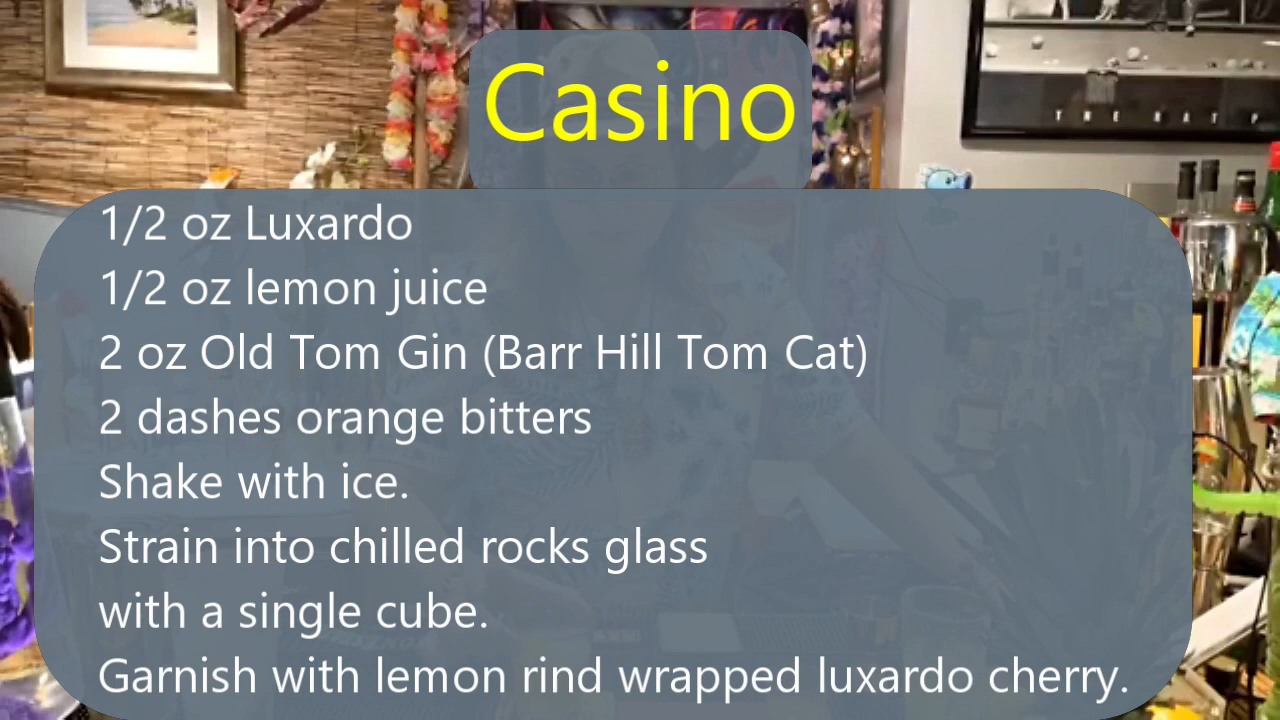 Casino
THE RAT P
1/2 oz Luxardo
1/2 oz lemon juice
2 oz Old Tom Gin (Barr Hill Tom Cat)
2 dashes orange bitters
Shake with ice.
Strain into chilled rocks glass
with a single cube.
Garnish with lemon rind wrapped luxardo cherry.